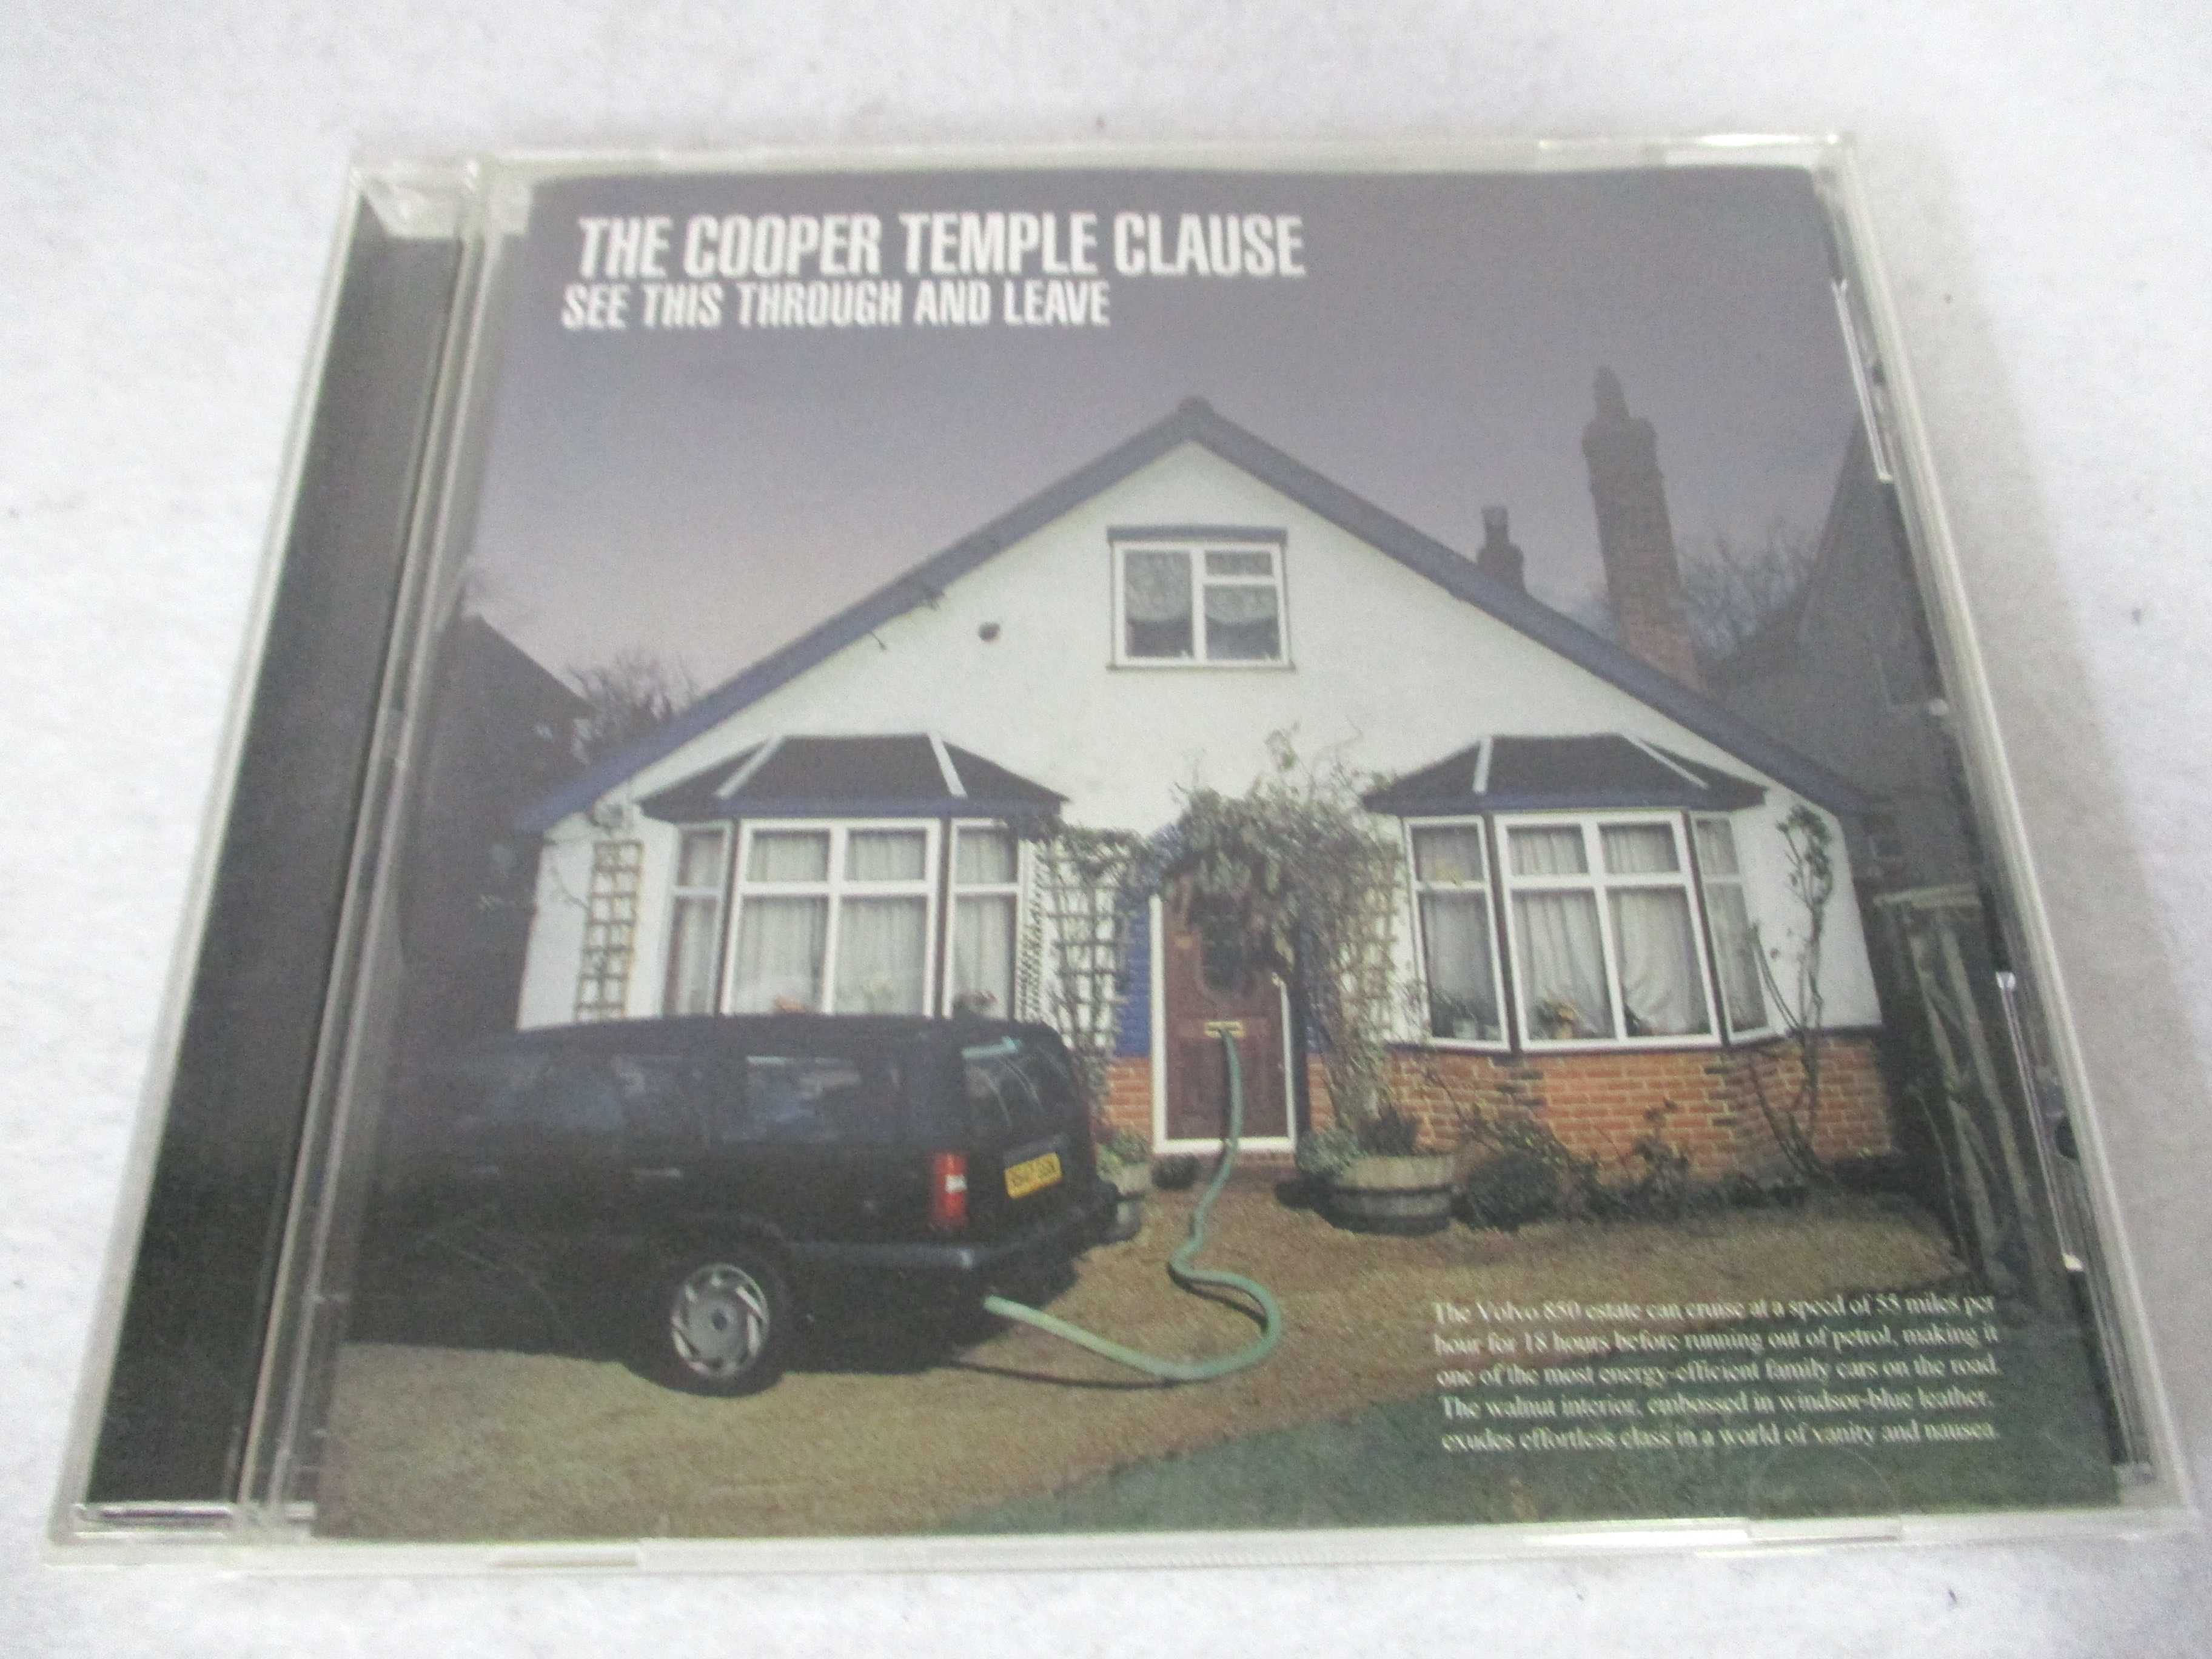 THE COOPER TEMPLE CLAUSE
SEE THIS THROUGH AND LEAVE
The Volvo 850 estate can cruise at a speed of 55 miles per
hour for 18 hours before running out of petrol, making it
one of the most energy-efficient family cars on the road.
The walnut interior, embossed in windsor-blue leather,
exudes effortless class in a world of vanity and nausea.